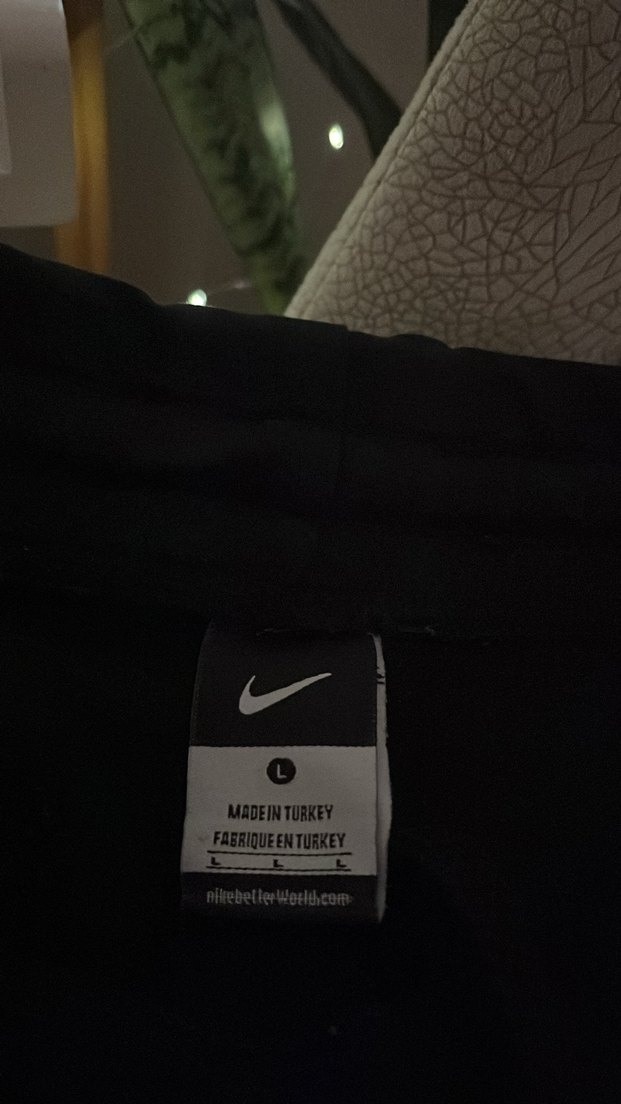 L
MADE IN TURKEY
FABRIQUE EN TURKEY
L L L
nikebetterWorld.com